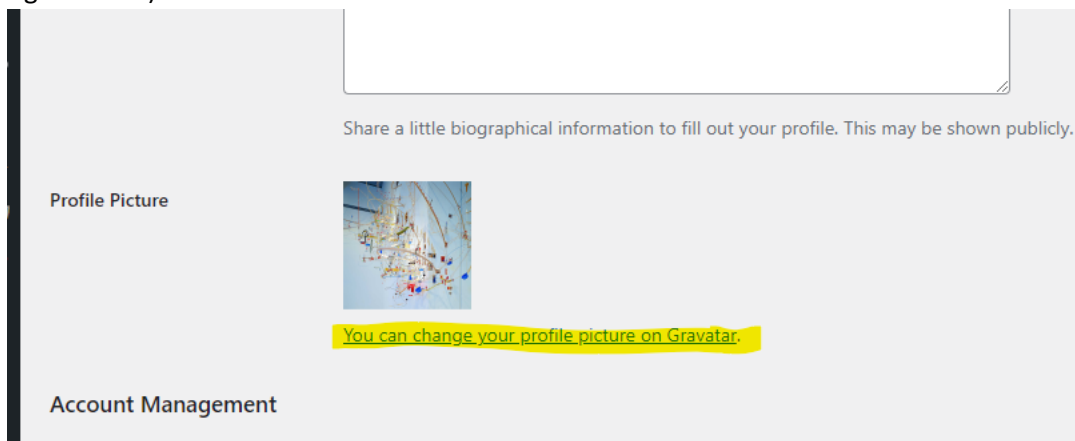 Share a little biographical information to fill out your profile. This may be shown publicly.
Profile Picture
You can change your profile picture on Gravatar.
Account Management